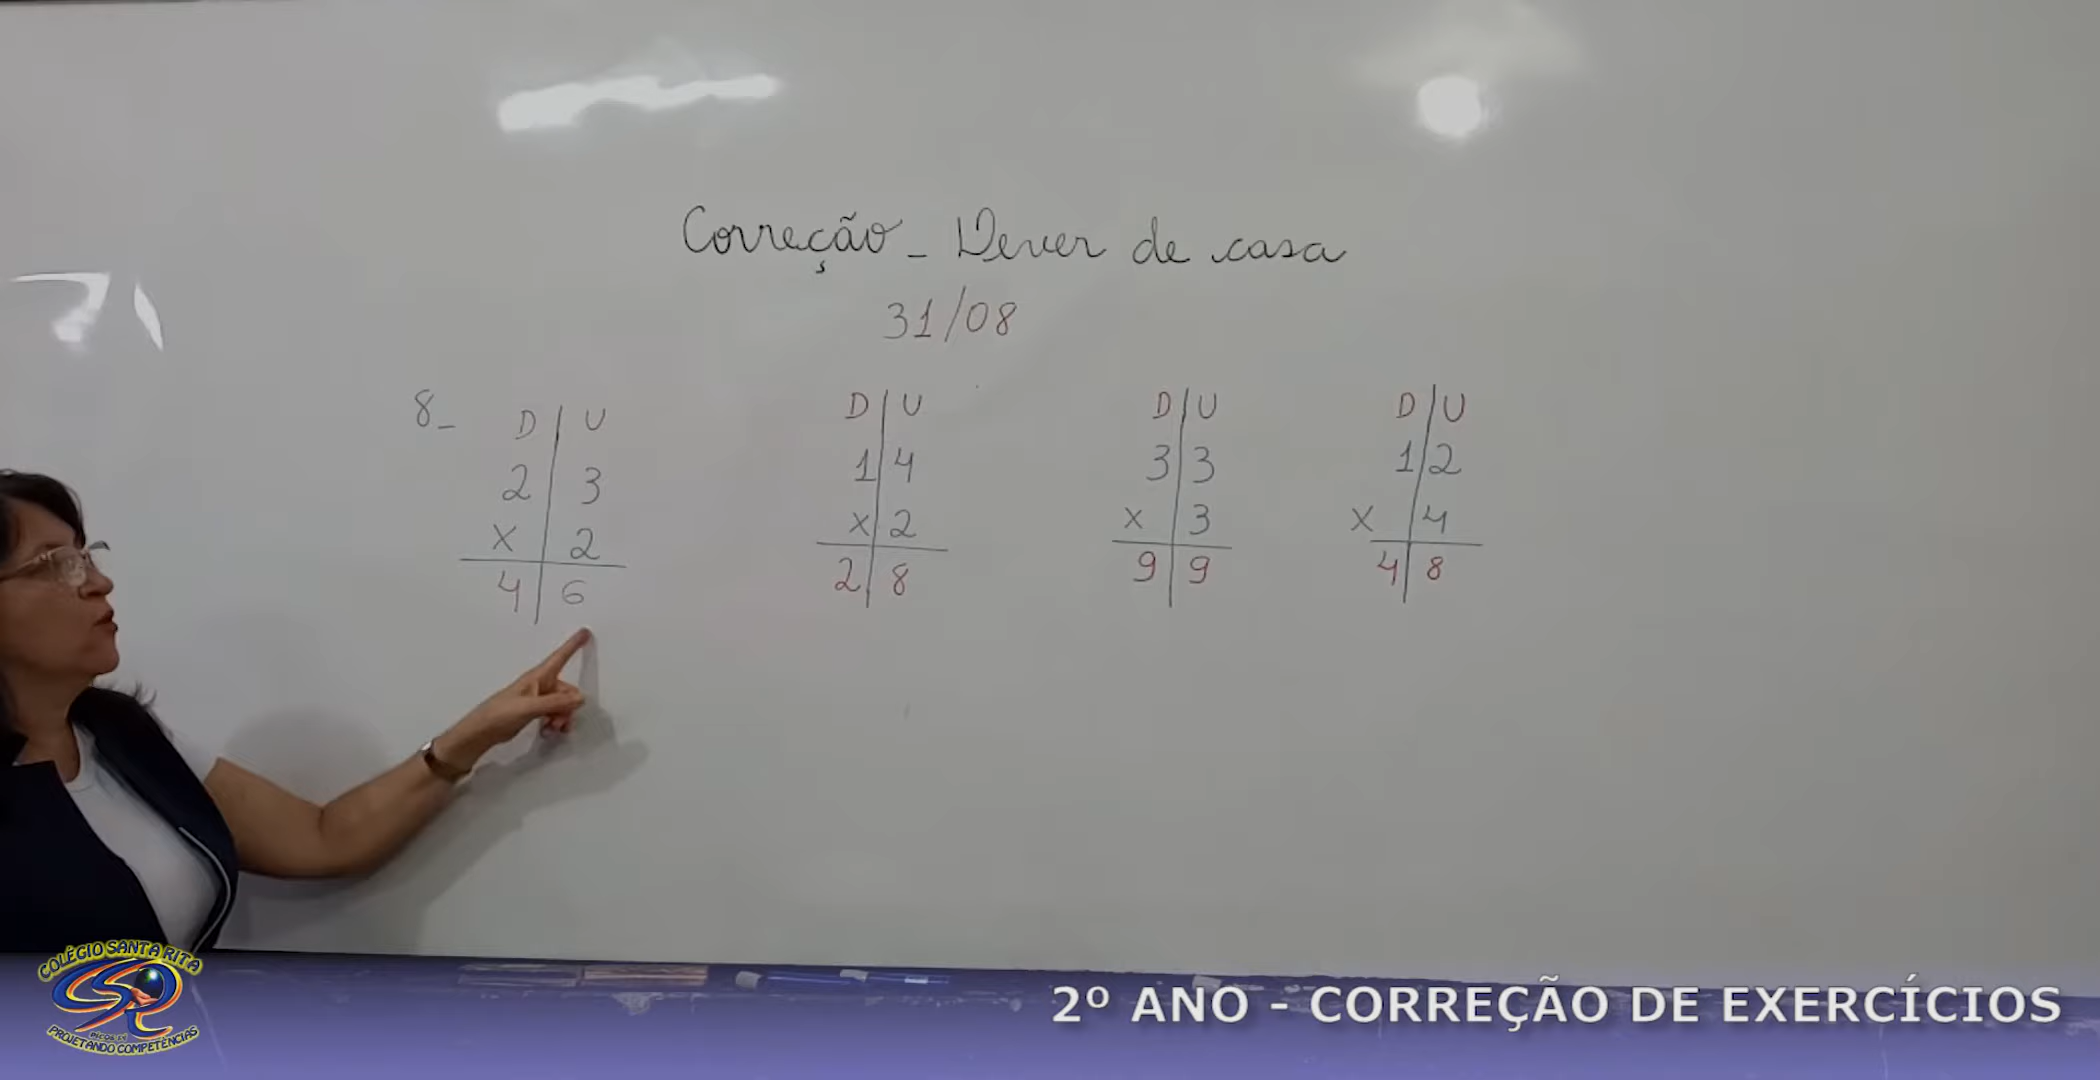 Correção - Dever de casa
31/08
8-
D U
2 3
x 2
4 6
D U
1 4
x 2
2 8
D U
3 3
x 3
9 9
D U
1 2
x 4
4 8
COLÉGIO SANTA RITA
PROJETANDO COMPETÊNCIAS
2º ANO - CORREÇÃO DE EXERCÍCIOS